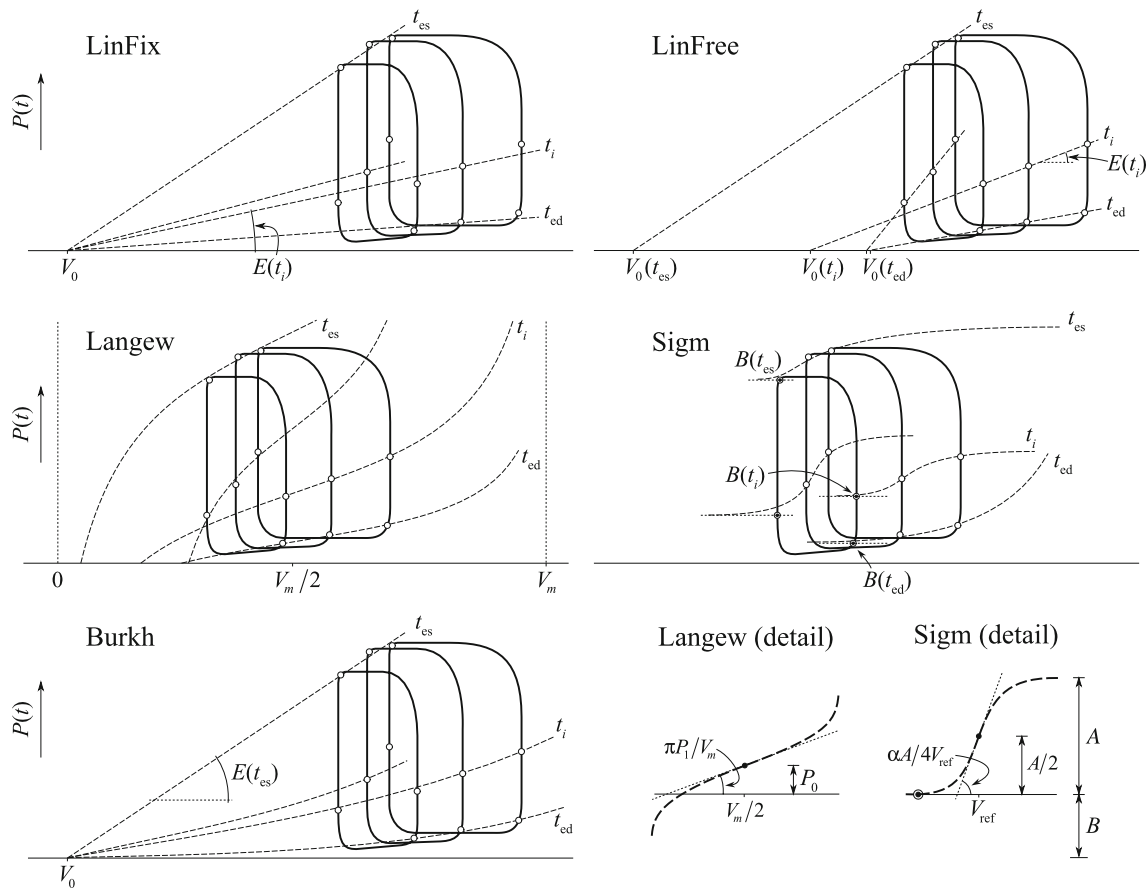 LinFix
P(t)
t_es
t_i
t_ed
V_0
E(t_i)
LinFree
t_es
t_i
E(t_i)
t_ed
V_0(t_es)
V_0(t_i)
V_0(t_ed)
Langew
P(t)
t_es
t_i
t_ed
0
V_m/2
V_m
Sigm
t_es
B(t_es)
t_i
t_ed
B(t_i)
B(t_ed)
Burkh
P(t)
t_es
t_i
t_ed
E(t_es)
V_0
Langew (detail)
πP_1/V_m
P_0
V_m/2
Sigm (detail)
αA/4V_ref
A/2
A
V_ref
B